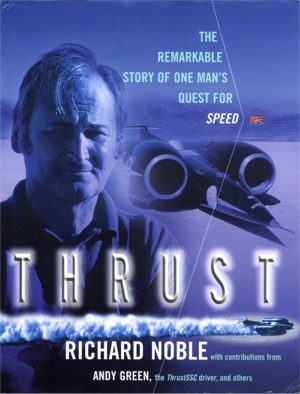 THE
REMARKABLE
STORY OF ONE MAN'S
QUEST FOR
SPEED
THRUST
RICHARD NOBLE with contributions from
ANDY GREEN, the ThrustSSC driver, and others